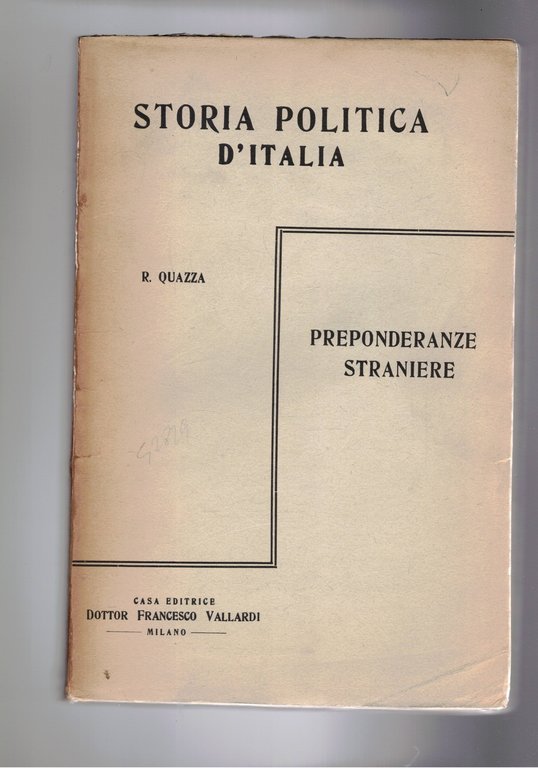 STORIA POLITICA
D'ITALIA
R. QUAZZA
PREPONDERANZE
STRANIERE
CASA EDITRICE
DOTTOR FRANCESCO VALLARDI
MILANO